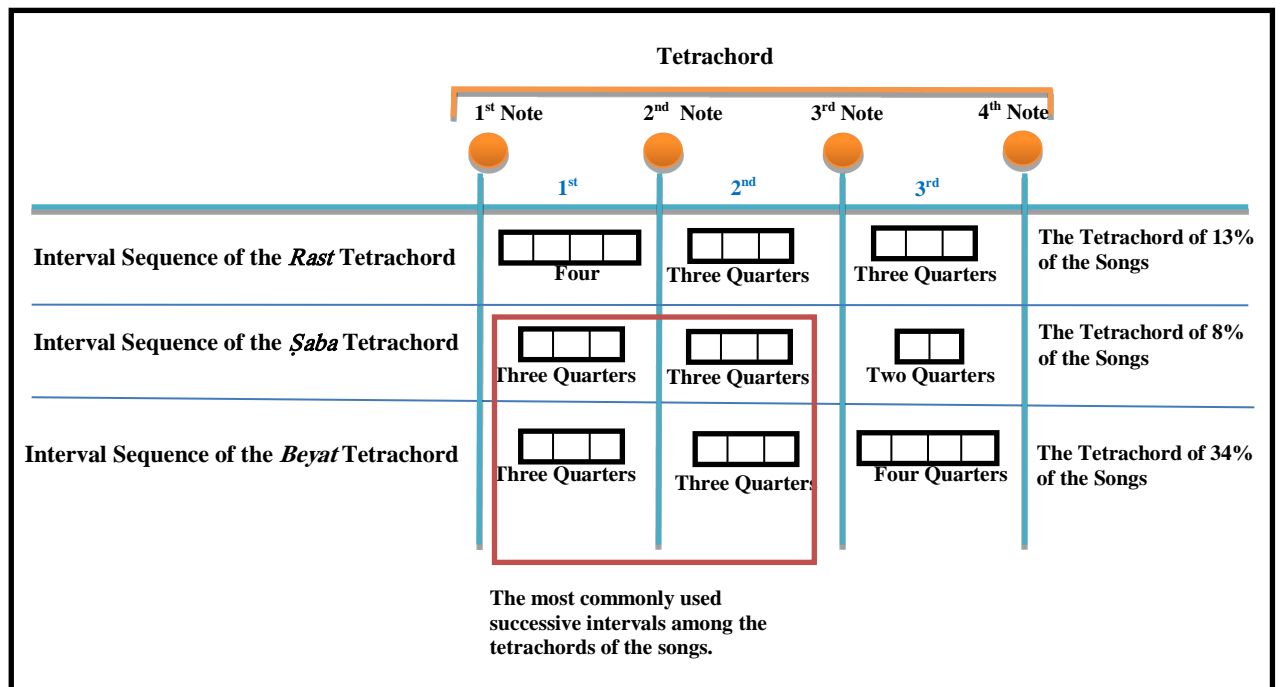 Tetrachord
1st Note 2nd Note 3rd Note 4th Note
1st 2nd 3rd
Interval Sequence of the Rast Tetrachord
Four
Three Quarters
Three Quarters
The Tetrachord of 13%
of the Songs
Interval Sequence of the Ṣaba Tetrachord
Three Quarters
Three Quarters
Two Quarters
The Tetrachord of 8%
of the Songs
Interval Sequence of the Beyat Tetrachord
Three Quarters
Three Quarters
Four Quarters
The Tetrachord of 34%
of the Songs
The most commonly used
successive intervals among the
tetrachords of the songs.